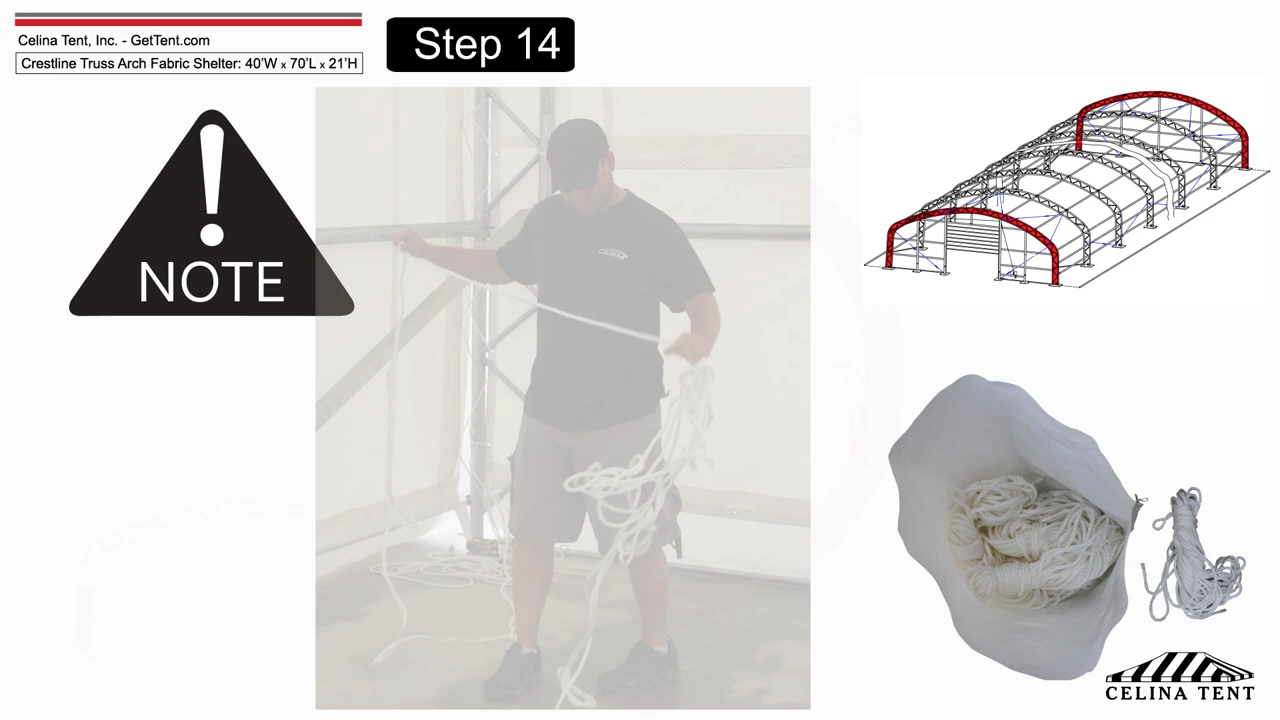 Celina Tent, Inc. - GetTent.com
Crestline Truss Arch Fabric Shelter: 40'W x 70'L x 21'H
Step 14
NOTE
CELINA TENT